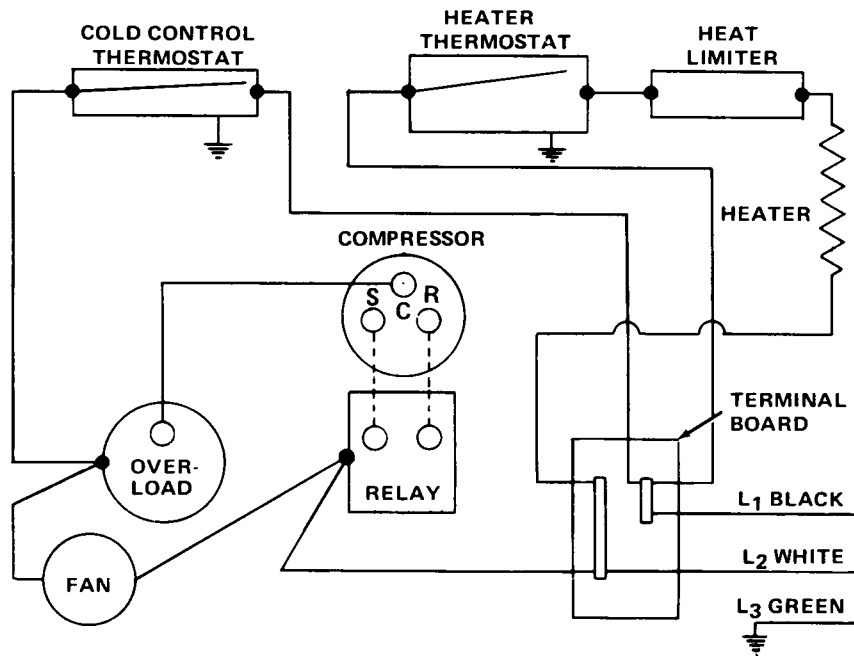 COLD CONTROL
THERMOSTAT
HEATER
THERMOSTAT
HEAT
LIMITER
HEATER
COMPRESSOR
S
C
R
TERMINAL
BOARD
OVER-
LOAD
RELAY
FAN
L1 BLACK
L2 WHITE
L3 GREEN